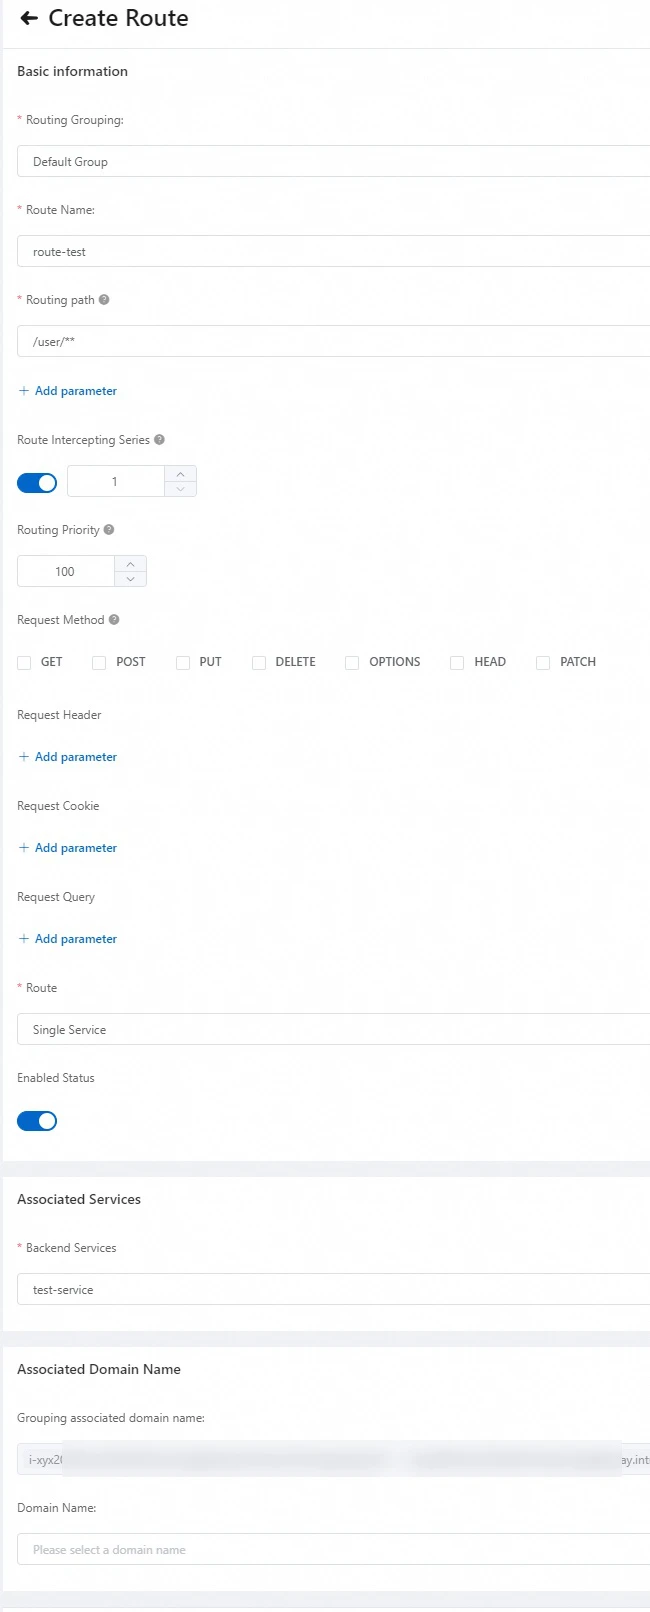 Create Route
Basic information
* Routing Grouping:
Default Group
* Route Name:
route-test
* Routing path
/user/**
+ Add parameter
Route Intercepting Series
1
Routing Priority
100
Request Method
GET POST PUT DELETE OPTIONS HEAD PATCH
Request Header
+ Add parameter
Request Cookie
+ Add parameter
Request Query
+ Add parameter
* Route
Single Service
Enabled Status
Associated Services
* Backend Services
test-service
Associated Domain Name
Grouping associated domain name:
Domain Name:
Please select a domain name